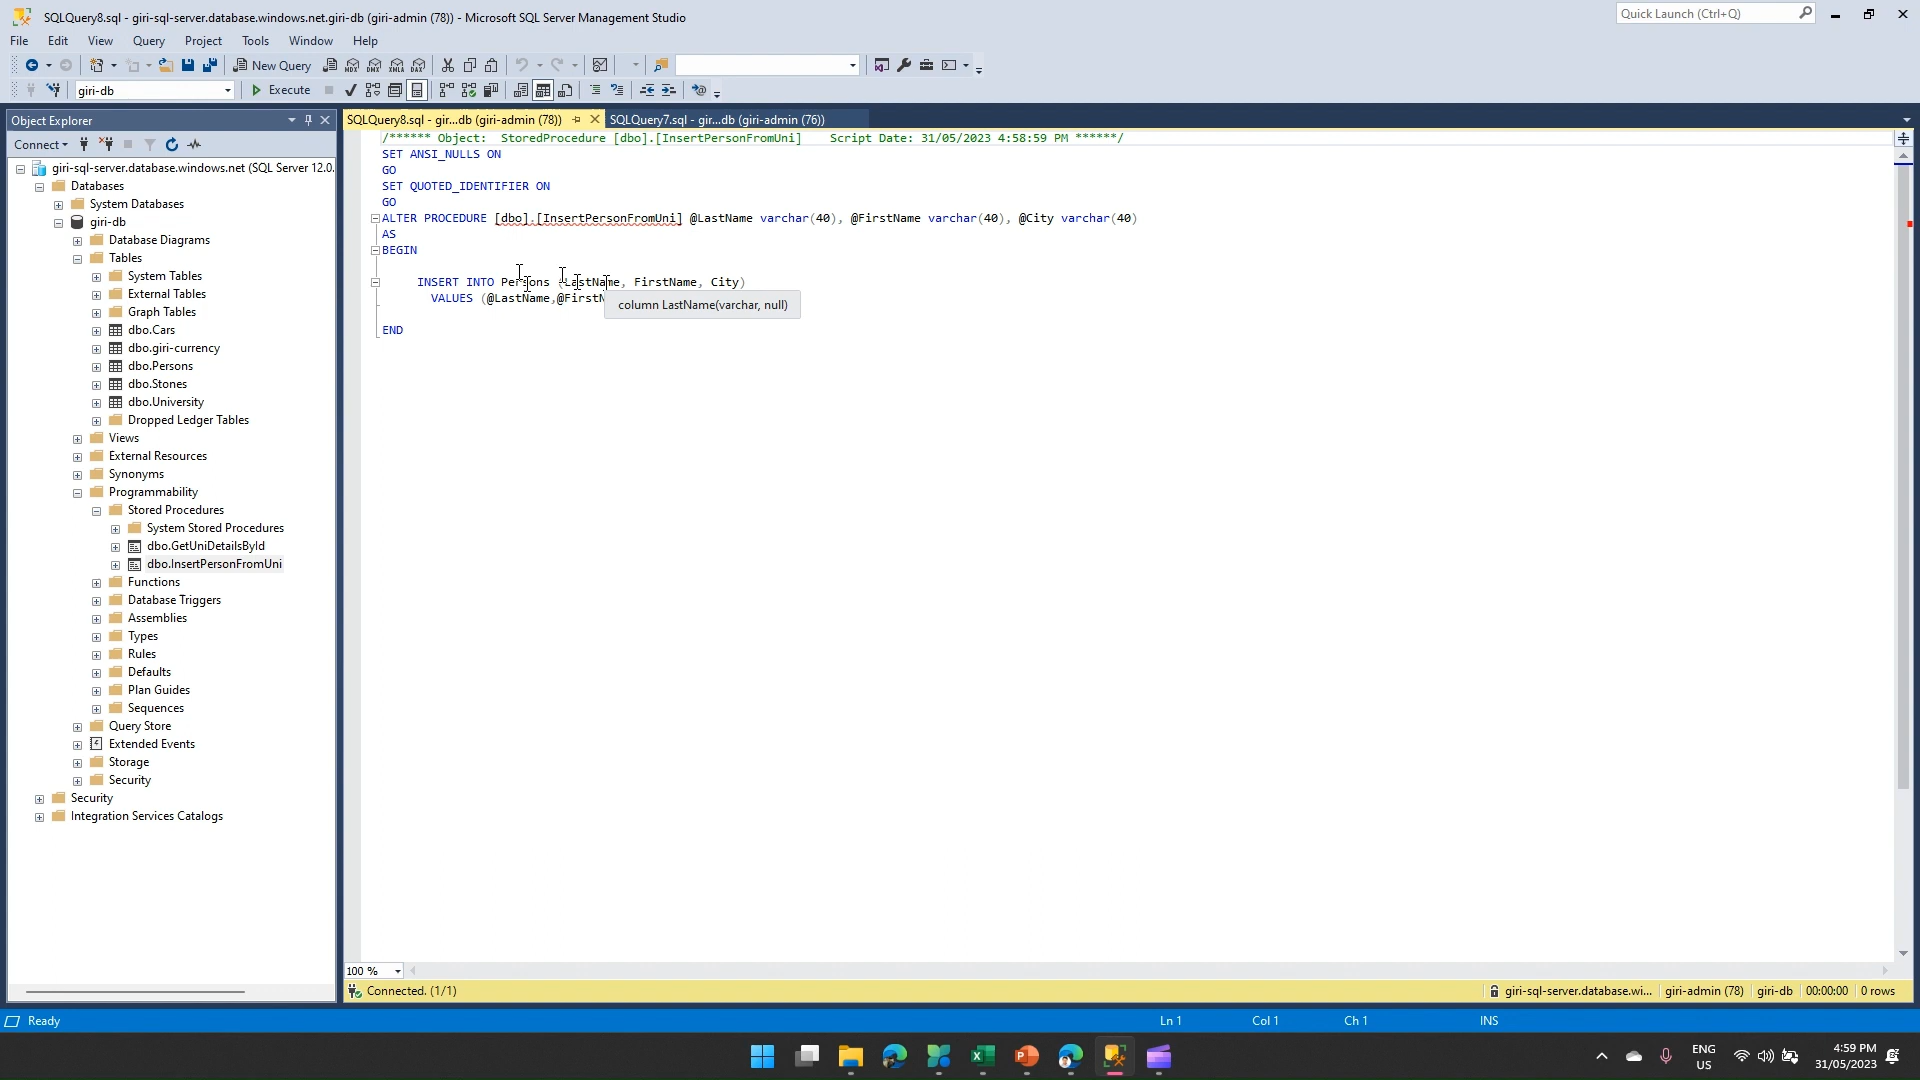 SQLQuery8.sql - giri-sql-server.database.windows.net.giri-db (giri-admin (78)) - Microsoft SQL Server Management Studio
Quick Launch (Ctrl+Q)
File Edit View Query Project Tools Window Help
New Query
MDX DMX XMLA DAX
giri-db
Execute
Object Explorer
SQLQuery8.sql - gir...db (giri-admin (78))
SQLQuery7.sql - gir...db (giri-admin (76))
Connect
giri-sql-server.database.windows.net (SQL Server 12.0.
Databases
System Databases
giri-db
Database Diagrams
Tables
System Tables
External Tables
Graph Tables
dbo.Cars
dbo.giri-currency
dbo.Persons
dbo.Stones
dbo.University
Dropped Ledger Tables
Views
External Resources
Synonyms
Programmability
Stored Procedures
System Stored Procedures
dbo.GetUniDetailsById
dbo.InsertPersonFromUni
Functions
Database Triggers
Assemblies
Types
Rules
Defaults
Plan Guides
Sequences
Query Store
Extended Events
Storage
Security
Security
Integration Services Catalogs
/****** Object:  StoredProcedure [dbo].[InsertPersonFromUni]    Script Date: 31/05/2023 4:58:59 PM ******/
SET ANSI_NULLS ON
GO
SET QUOTED_IDENTIFIER ON
GO
ALTER PROCEDURE [dbo].[InsertPersonFromUni] @LastName varchar(40), @FirstName varchar(40), @City varchar(40)
AS
BEGIN
INSERT INTO Persons (LastName, FirstName, City)
VALUES (@LastName,@FirstN
column LastName(varchar, null)
END
100 %
Connected. (1/1)
giri-sql-server.database.wi... giri-admin (78) giri-db 00:00:00 0 rows
Ready
Ln 1 Col 1 Ch 1 INS
ENG
US
4:59 PM
31/05/2023